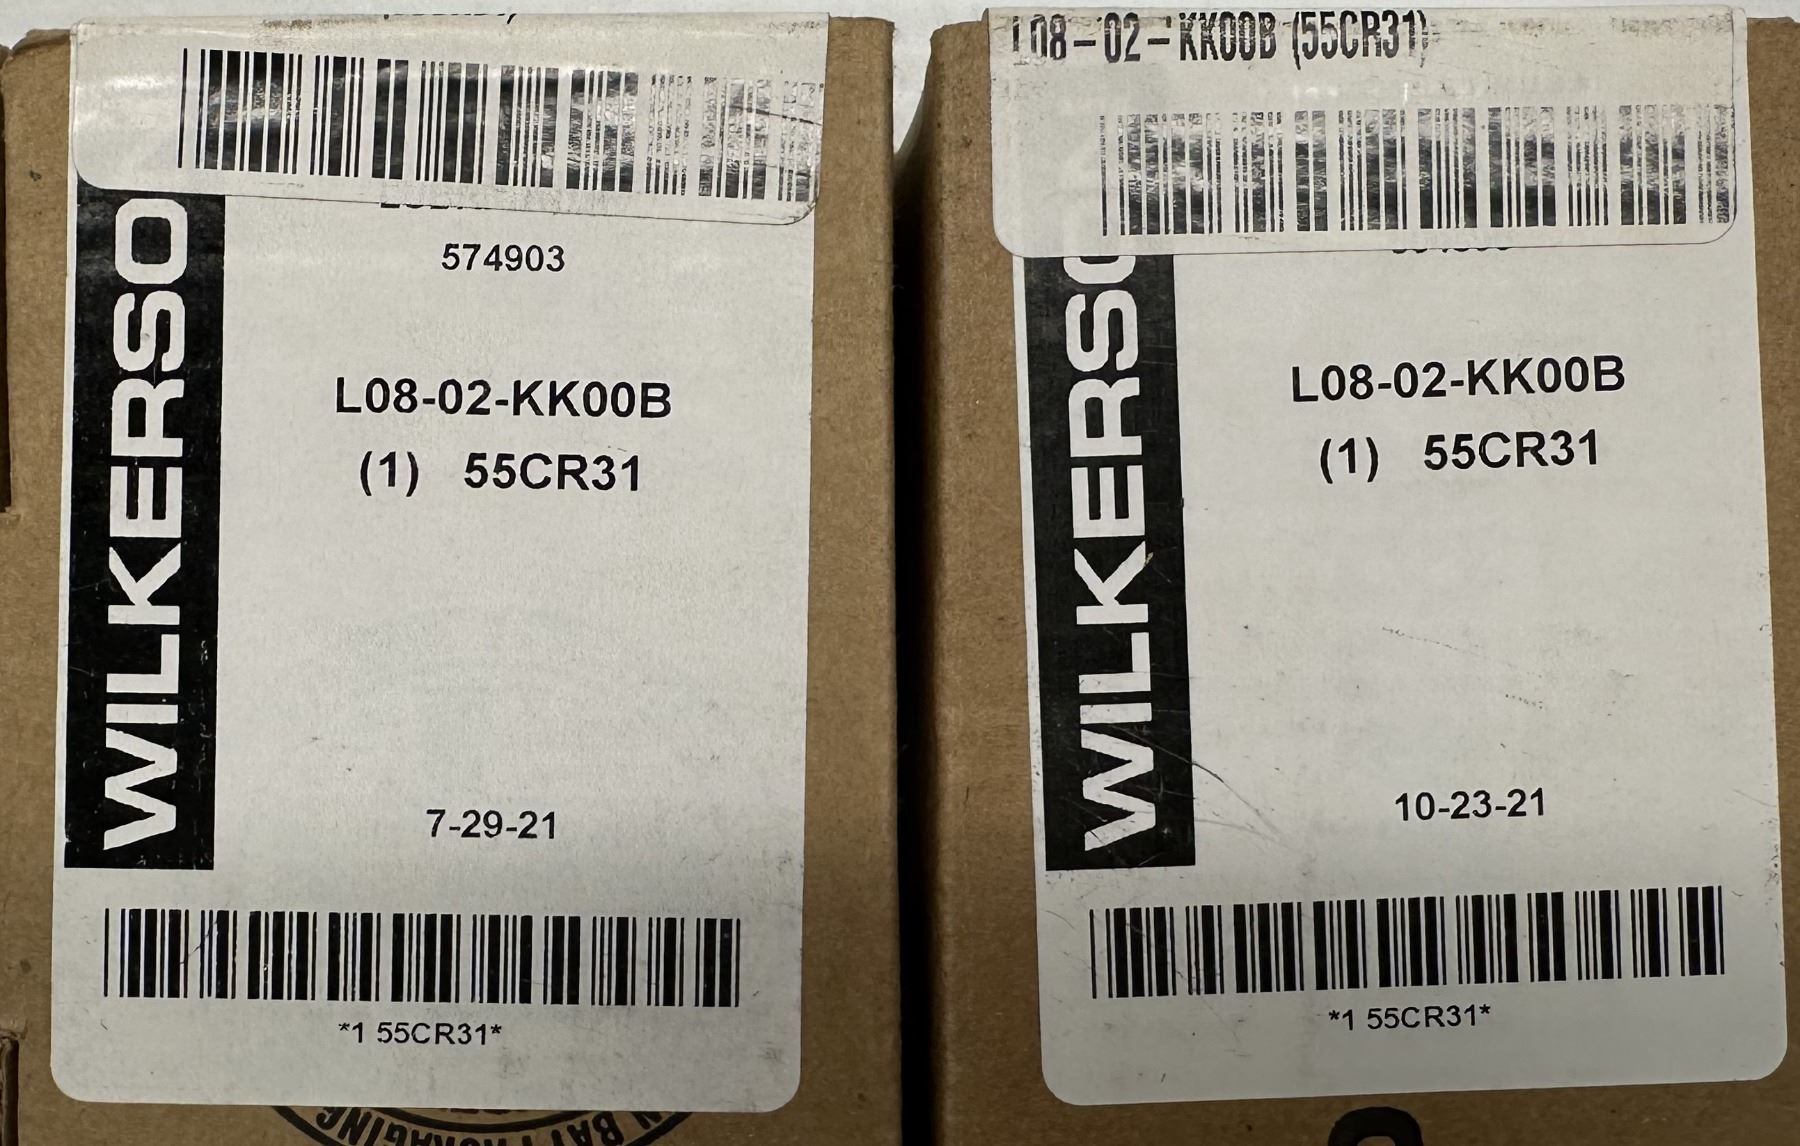 574903
L08-02-KK00B
(1) 55CR31
7-29-21
*1 55CR31*
WILKERSO
L08-02-KK00B (55CR31)
L08-02-KK00B
(1) 55CR31
10-23-21
*1 55CR31*
WILKERSO